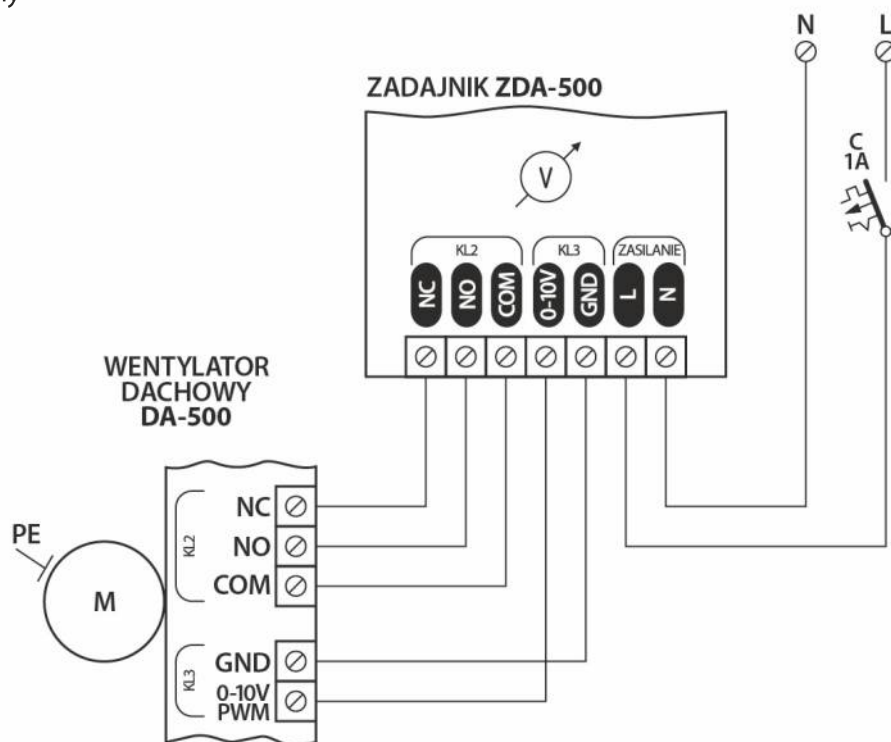 N L
ZADAJNIK ZDA-500
C
1A
V
KL2 KL3 ZASILANIE
NC NO COM 0-10V GND L N
WENTYLATOR
DACHOWY
DA-500
PE
M
KL2
NC
NO
COM
KL3
GND
0-10V
PWM